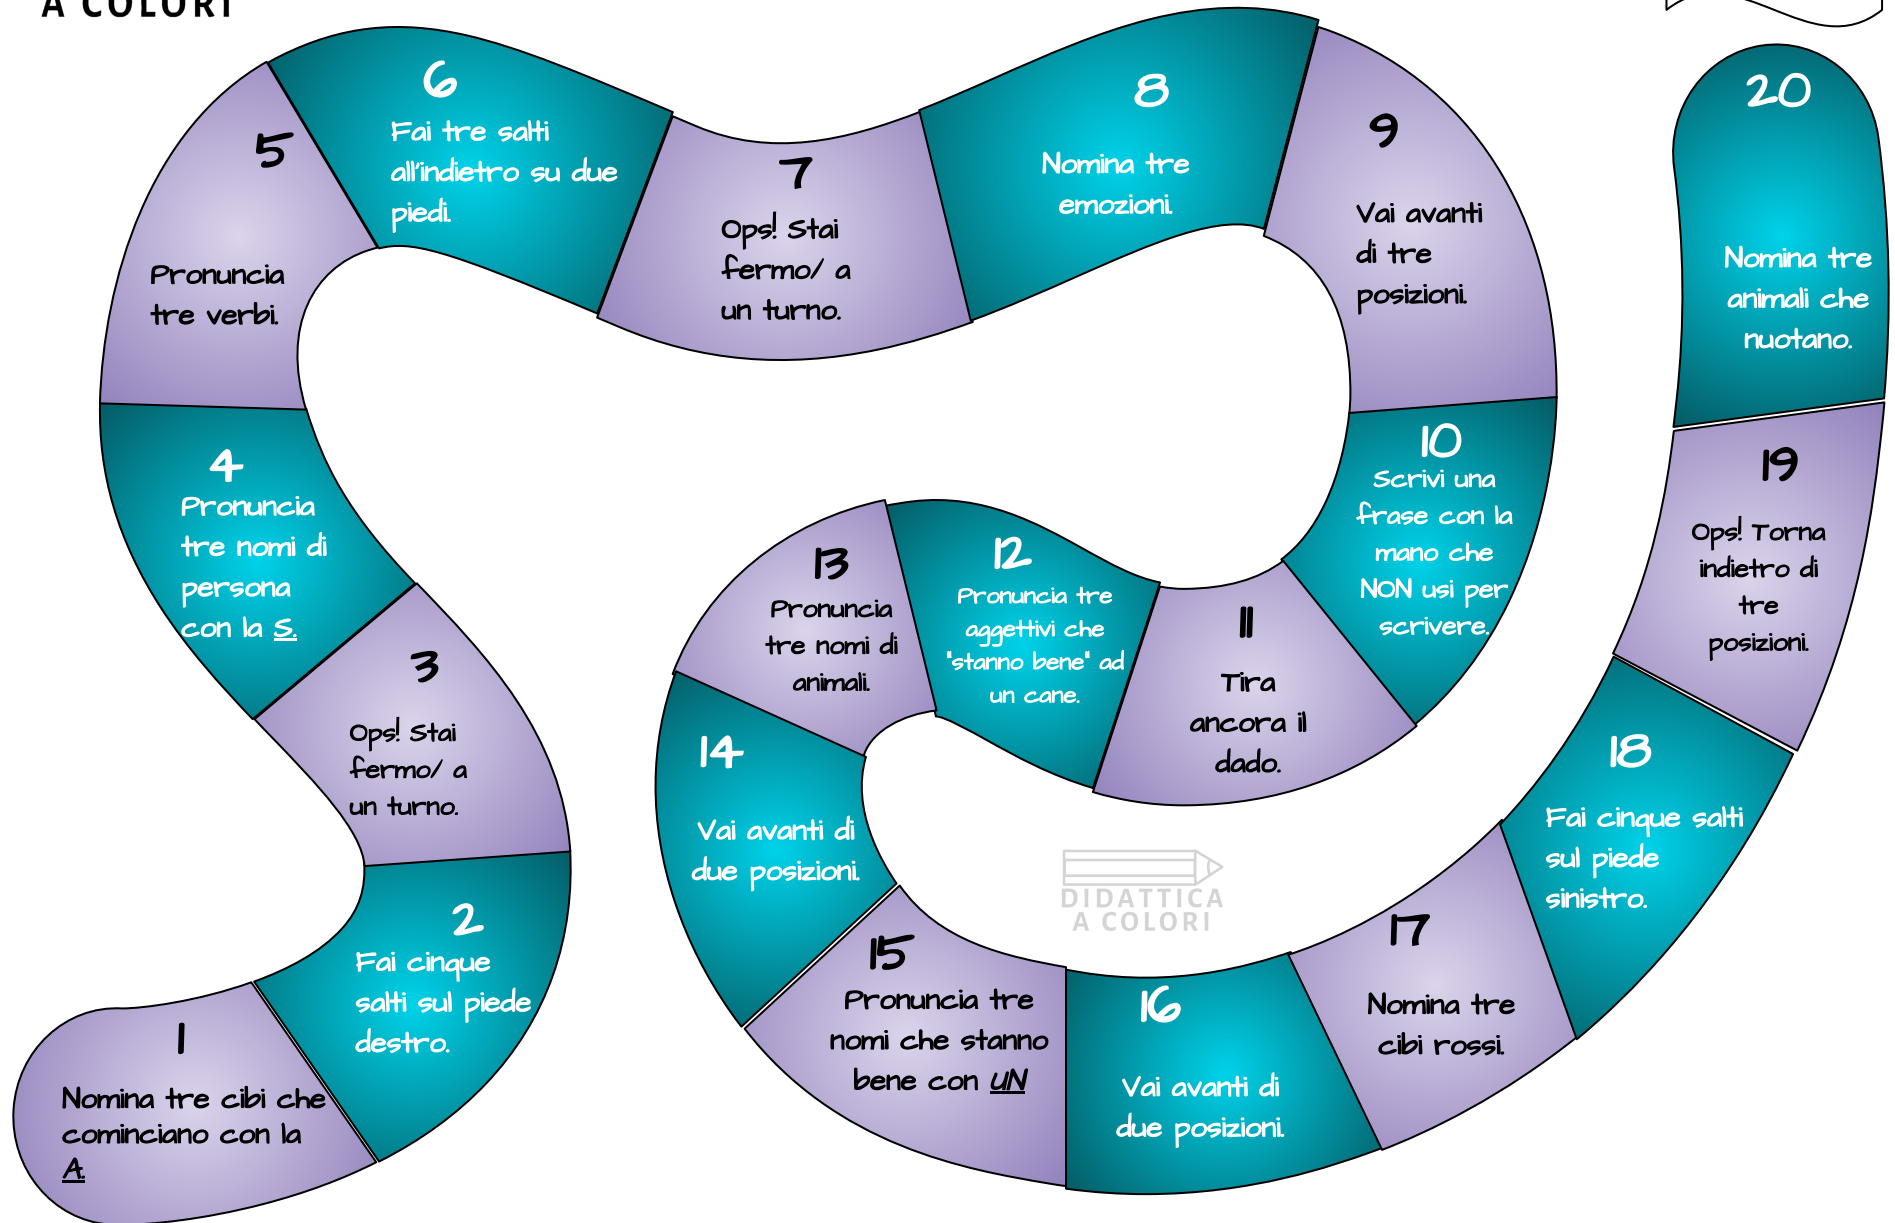 A COLORI
1
Nomina tre cibi che
cominciano con la
A.
2
Fai cinque
salti sul piede
destro.
3
Ops! Stai
fermo/ a
un turno.
4
Pronuncia
tre nomi di
persona
con la S.
5
Pronuncia
tre verbi.
6
Fai tre salti
all'indietro su due
piedi.
7
Ops! Stai
fermo/ a
un turno.
8
Nomina tre
emozioni.
9
Vai avanti
di tre
posizioni.
10
Scrivi una
frase con la
mano che
NON usi per
scrivere.
11
Tira
ancora il
dado.
12
Pronuncia tre
aggettivi che
"stanno bene" ad
un cane.
13
Pronuncia
tre nomi di
animali.
14
Vai avanti di
due posizioni.
15
Pronuncia tre
nomi che stanno
bene con UN
16
Vai avanti di
due posizioni.
17
Nomina tre
cibi rossi.
18
Fai cinque salti
sul piede
sinistro.
19
Ops! Torna
indietro di
tre
posizioni.
20
Nomina tre
animali che
nuotano.
DIDATTICA
A COLORI